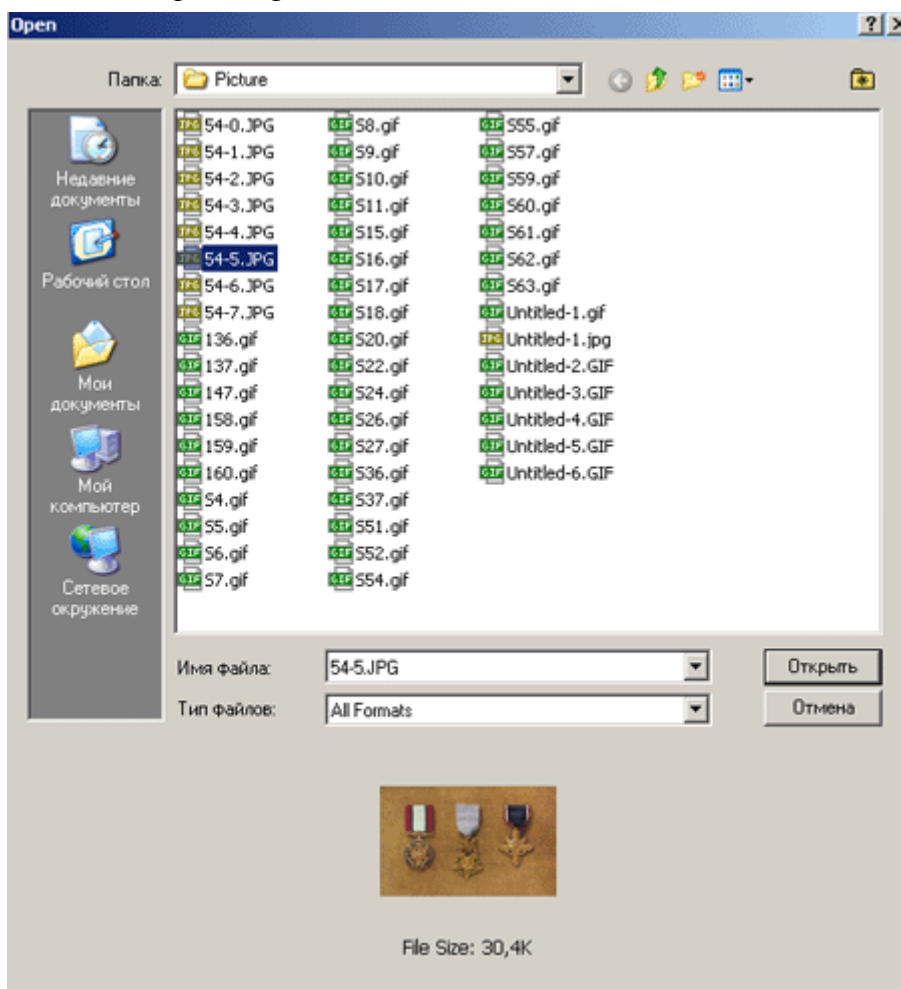 Open
Папка: Picture
Недавние документы
Рабочий стол
Мои документы
Мой компьютер
Сетевое окружение
54-0.JPG
54-1.JPG
54-2.JPG
54-3.JPG
54-4.JPG
54-5.JPG
54-6.JPG
54-7.JPG
136.gif
137.gif
147.gif
158.gif
159.gif
160.gif
S4.gif
S5.gif
S6.gif
S7.gif
S8.gif
S9.gif
S10.gif
S11.gif
S15.gif
S16.gif
S17.gif
S18.gif
S20.gif
S22.gif
S24.gif
S26.gif
S27.gif
S36.gif
S37.gif
S51.gif
S52.gif
S54.gif
S55.gif
S57.gif
S59.gif
S60.gif
S61.gif
S62.gif
S63.gif
Untitled-1.gif
Untitled-1.jpg
Untitled-2.GIF
Untitled-3.GIF
Untitled-4.GIF
Untitled-5.GIF
Untitled-6.GIF
Имя файла: 54-5.JPG Открыть
Тип файлов: All Formats Отмена
File Size: 30,4K